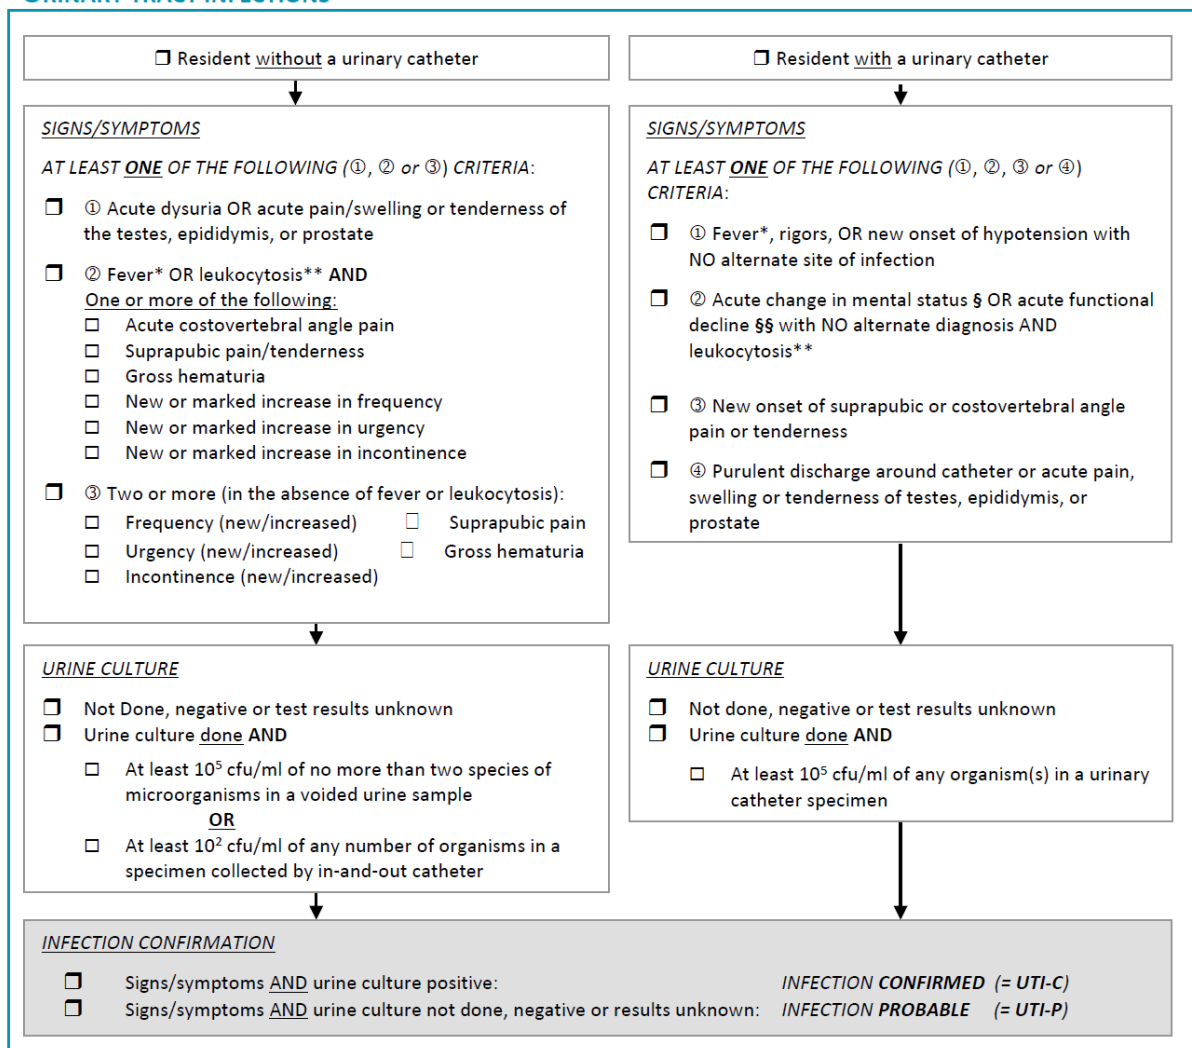 URINARY TRACT INFECTIONS
❒ Resident without a urinary catheter
SIGNS/SYMPTOMS
AT LEAST ONE OF THE FOLLOWING (①, ② or ③) CRITERIA:
❒ ① Acute dysuria OR acute pain/swelling or tenderness of
the testes, epididymis, or prostate
❒ ② Fever* OR leukocytosis** AND
One or more of the following:
□ Acute costovertebral angle pain
□ Suprapubic pain/tenderness
□ Gross hematuria
□ New or marked increase in frequency
□ New or marked increase in urgency
□ New or marked increase in incontinence
❒ ③ Two or more (in the absence of fever or leukocytosis):
□ Frequency (new/increased) □ Suprapubic pain
□ Urgency (new/increased) □ Gross hematuria
□ Incontinence (new/increased)
URINE CULTURE
❒ Not Done, negative or test results unknown
❒ Urine culture done AND
□ At least 10⁵ cfu/ml of no more than two species of
microorganisms in a voided urine sample
OR
□ At least 10² cfu/ml of any number of organisms in a
specimen collected by in-and-out catheter
❒ Resident with a urinary catheter
SIGNS/SYMPTOMS
AT LEAST ONE OF THE FOLLOWING (①, ②, ③ or ④)
CRITERIA:
❒ ① Fever*, rigors, OR new onset of hypotension with
NO alternate site of infection
❒ ② Acute change in mental status § OR acute functional
decline §§ with NO alternate diagnosis AND
leukocytosis**
❒ ③ New onset of suprapubic or costovertebral angle
pain or tenderness
❒ ④ Purulent discharge around catheter or acute pain,
swelling or tenderness of testes, epididymis, or
prostate
URINE CULTURE
❒ Not done, negative or test results unknown
❒ Urine culture done AND
□ At least 10⁵ cfu/ml of any organism(s) in a urinary
catheter specimen
INFECTION CONFIRMATION
❒ Signs/symptoms AND urine culture positive: INFECTION CONFIRMED (= UTI-C)
❒ Signs/symptoms AND urine culture not done, negative or results unknown: INFECTION PROBABLE (= UTI-P)